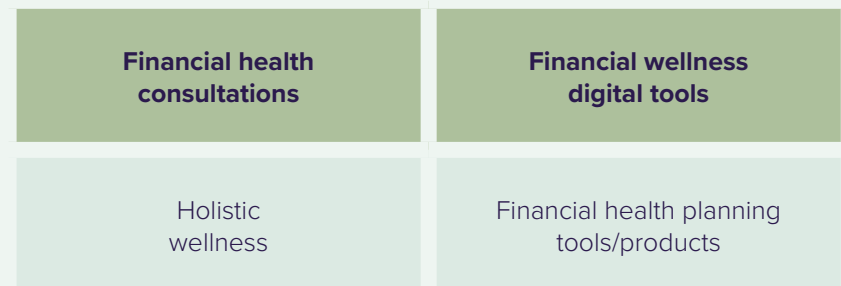 Financial health
consultations
Financial wellness
digital tools
Holistic
wellness
Financial health planning
tools/products